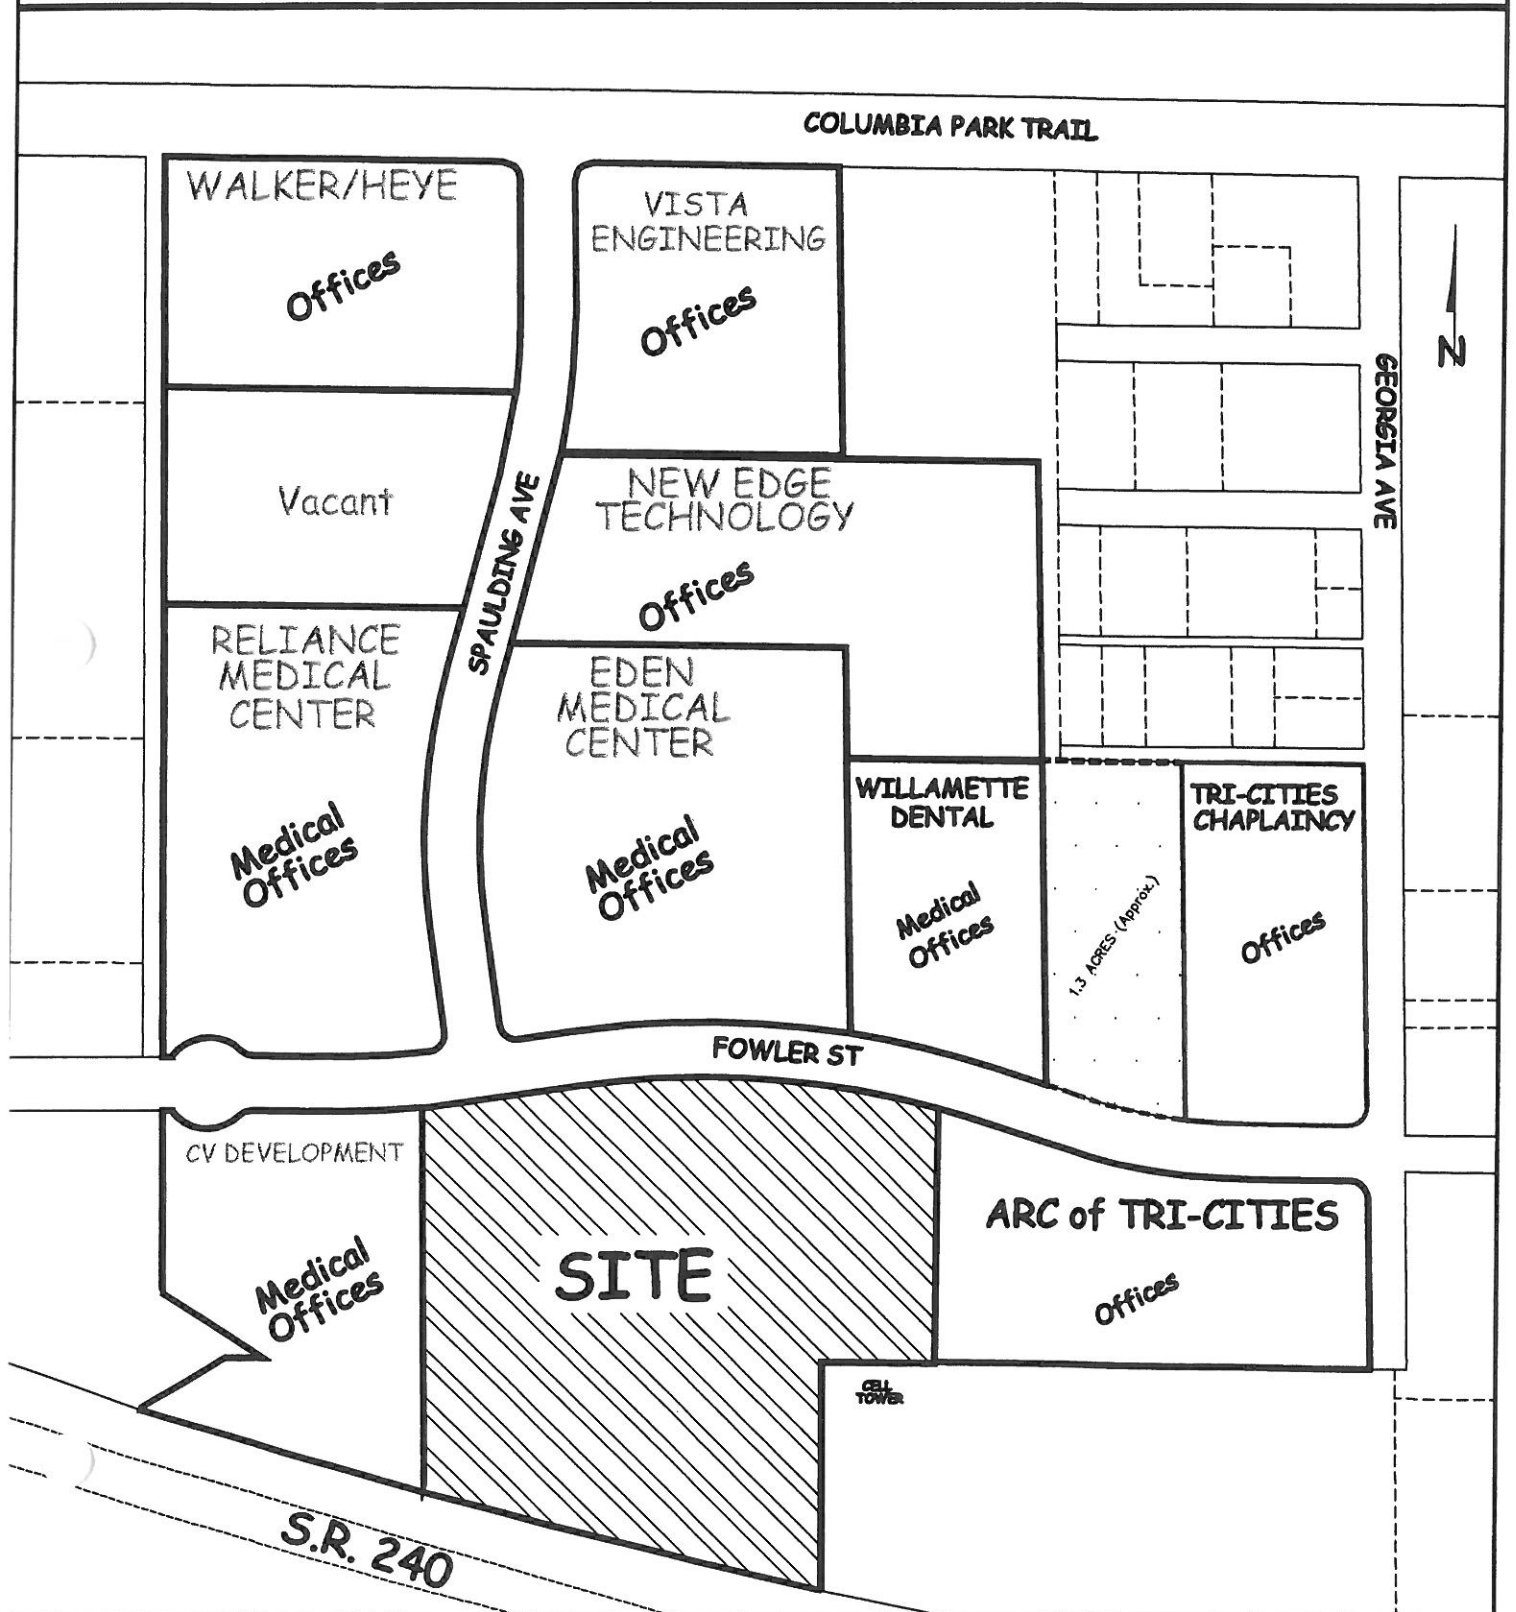 COLUMBIA PARK TRAIL
WALKER/HEYE
Offices
VISTA
ENGINEERING
Offices
N
GEORGIA AVE
Vacant
SPAULDING AVE
NEW EDGE
TECHNOLOGY
Offices
RELIANCE
MEDICAL
CENTER
Medical
Offices
EDEN
MEDICAL
CENTER
Medical
Offices
WILLAMETTE
DENTAL
Medical
Offices
1.3 ACRES (Approx.)
TRI-CITIES
CHAPLAINCY
Offices
FOWLER ST
CV DEVELOPMENT
Medical
Offices
SITE
ARC of TRI-CITIES
Offices
CELL
TOWER
S.R. 240